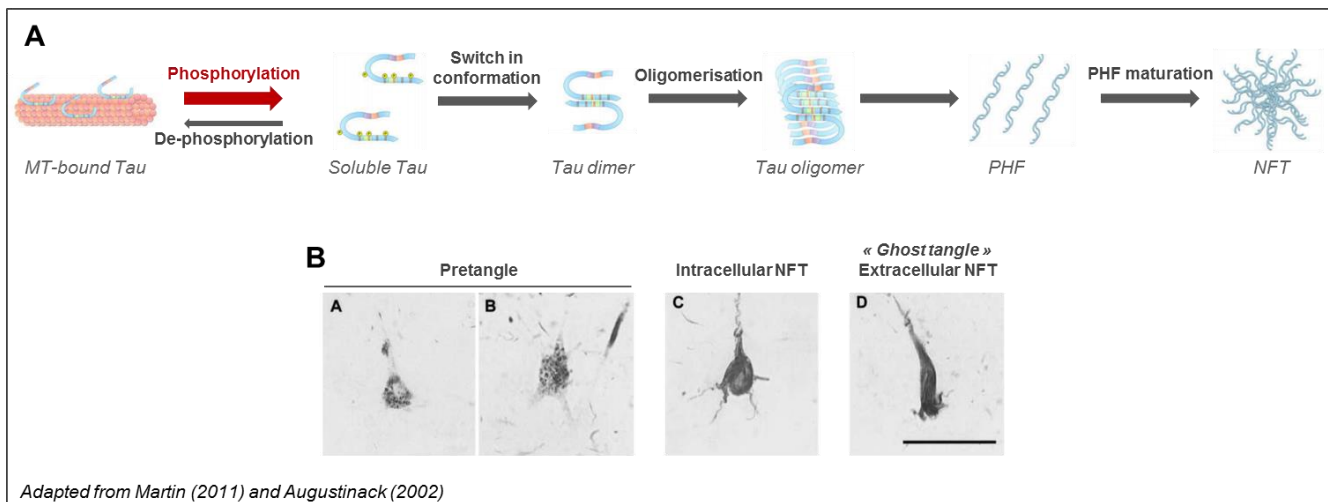 A
Phosphorylation
De-phosphorylation
Switch in
conformation
Oligomerisation
PHF maturation
MT-bound Tau
Soluble Tau
Tau dimer
Tau oligomer
PHF
NFT
B
Pretangle
Intracellular NFT
« Ghost tangle »
Extracellular NFT
A
B
C
D
Adapted from Martin (2011) and Augustinack (2002)